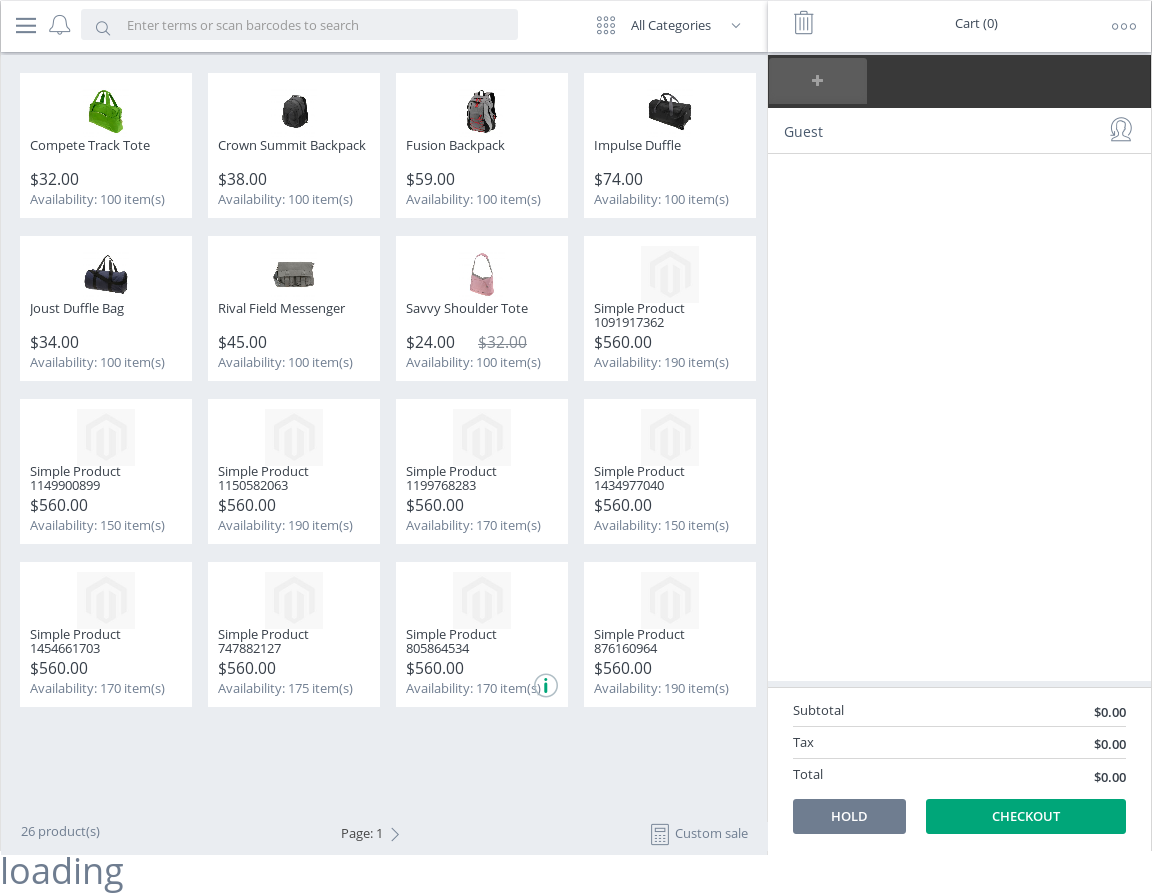 Enter terms or scan barcodes to search
All Categories
Cart (0)
Compete Track Tote
$32.00
Availability: 100 item(s)
Crown Summit Backpack
$38.00
Availability: 100 item(s)
Fusion Backpack
$59.00
Availability: 100 item(s)
Impulse Duffle
$74.00
Availability: 100 item(s)
Joust Duffle Bag
$34.00
Availability: 100 item(s)
Rival Field Messenger
$45.00
Availability: 100 item(s)
Savvy Shoulder Tote
$24.00 $32.00
Availability: 100 item(s)
Simple Product
1091917362
$560.00
Availability: 190 item(s)
Simple Product
1149900899
$560.00
Availability: 150 item(s)
Simple Product
1150582063
$560.00
Availability: 190 item(s)
Simple Product
1199768283
$560.00
Availability: 170 item(s)
Simple Product
1434977040
$560.00
Availability: 150 item(s)
Simple Product
1454661703
$560.00
Availability: 170 item(s)
Simple Product
747882127
$560.00
Availability: 175 item(s)
Simple Product
805864534
$560.00
Availability: 170 item(s)
Simple Product
876160964
$560.00
Availability: 190 item(s)
26 product(s)
Page: 1
Custom sale
Guest
Subtotal $0.00
Tax $0.00
Total $0.00
HOLD
CHECKOUT
loading